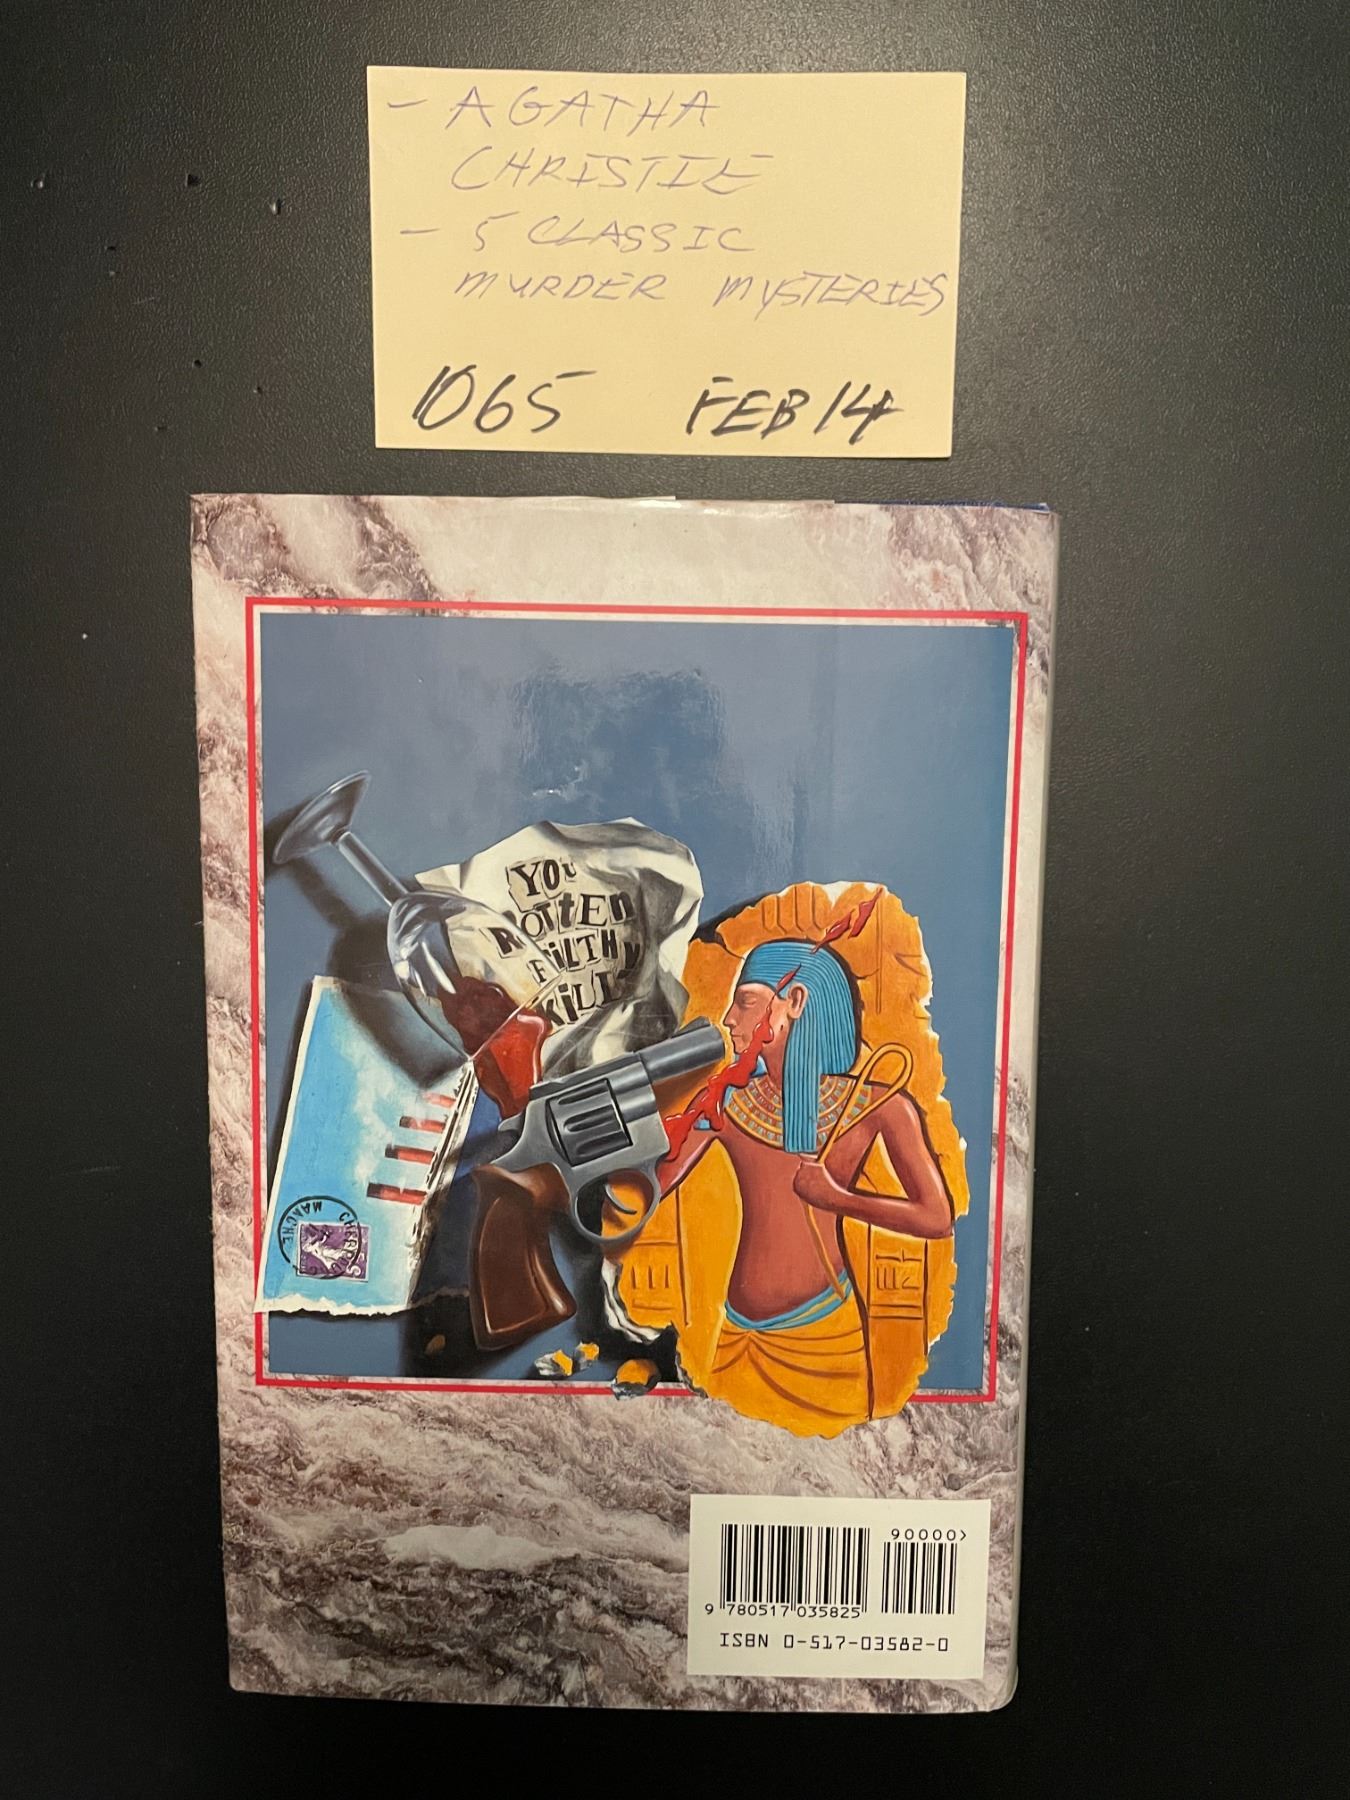 - AGATHA
CHRISTIE
- 5 CLASSIC
MURDER MYSTERIES
1065 FEB 14
YOU
ROTTEN
FILTHY
MAAGNE
90000>
9 780517 035825
ISBN 0-517-03582-0